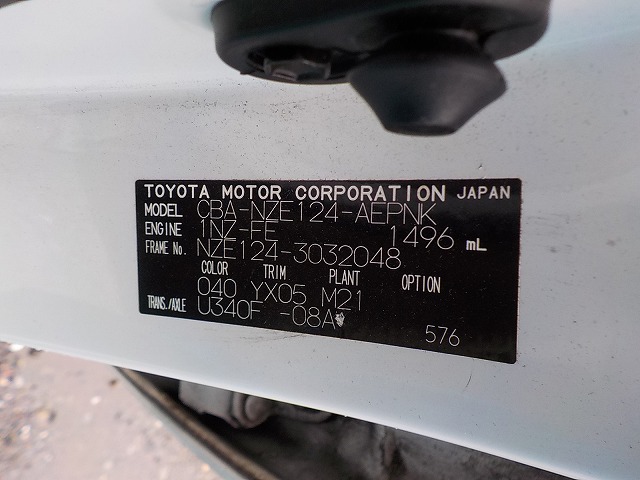 TOYOTA MOTOR CORPORATION JAPAN
MODEL CBA-NZE124-AEPNK
ENGINE 1NZ-FE 1496 mL
FRAME No. NZE124-3032048
COLOR TRIM PLANT OPTION
040 YX05 M21
TRANS./AXLE U340F -08A
576